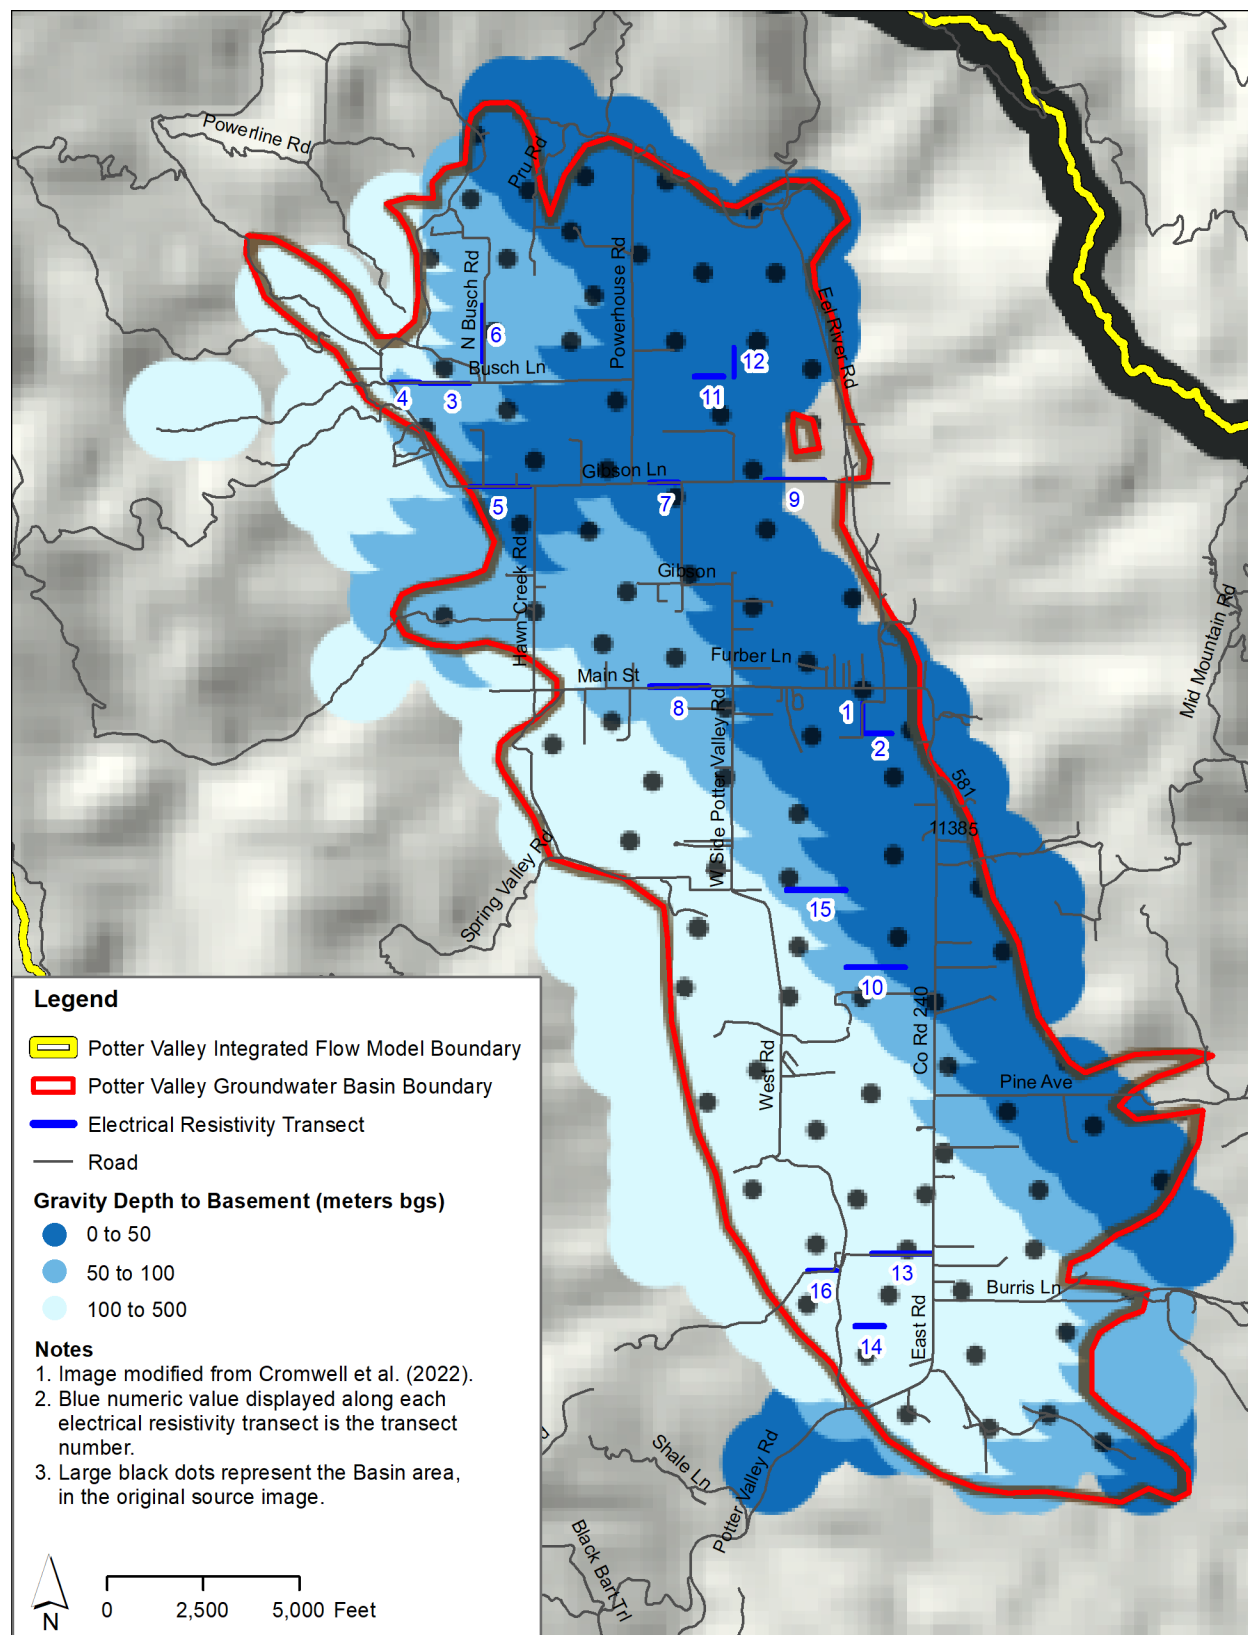 Powerline Rd
Pru Rd
N Busch Rd
Powerhouse Rd
Eel River Rd
6
12
Busch Ln
4
3
11
Gibson Ln
5
7
9
Hawn Creek Rd
Gibson
Mid Mountain Rd
Furber Ln
Main St
8
1
2
W Side Potter Valley Rd
581
11385
Spring Valley Rd
15
10
Co Rd 240
West Rd
Pine Ave
13
16
Burris Ln
East Rd
14
Shale Ln
Potter Valley Rd
Black Bart Trl
Legend
Potter Valley Integrated Flow Model Boundary
Potter Valley Groundwater Basin Boundary
Electrical Resistivity Transect
Road
Gravity Depth to Basement (meters bgs)
0 to 50
50 to 100
100 to 500
Notes
1. Image modified from Cromwell et al. (2022).
2. Blue numeric value displayed along each
electrical resistivity transect is the transect
number.
3. Large black dots represent the Basin area,
in the original source image.
N
0 2,500 5,000 Feet